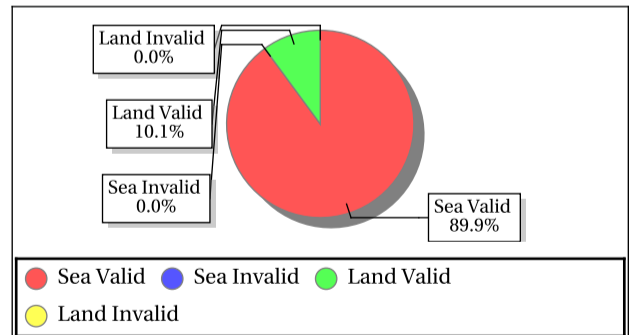 Land Invalid
0.0%
Land Valid
10.1%
Sea Invalid
0.0%
Sea Valid
89.9%
Sea Valid Sea Invalid Land Valid
Land Invalid